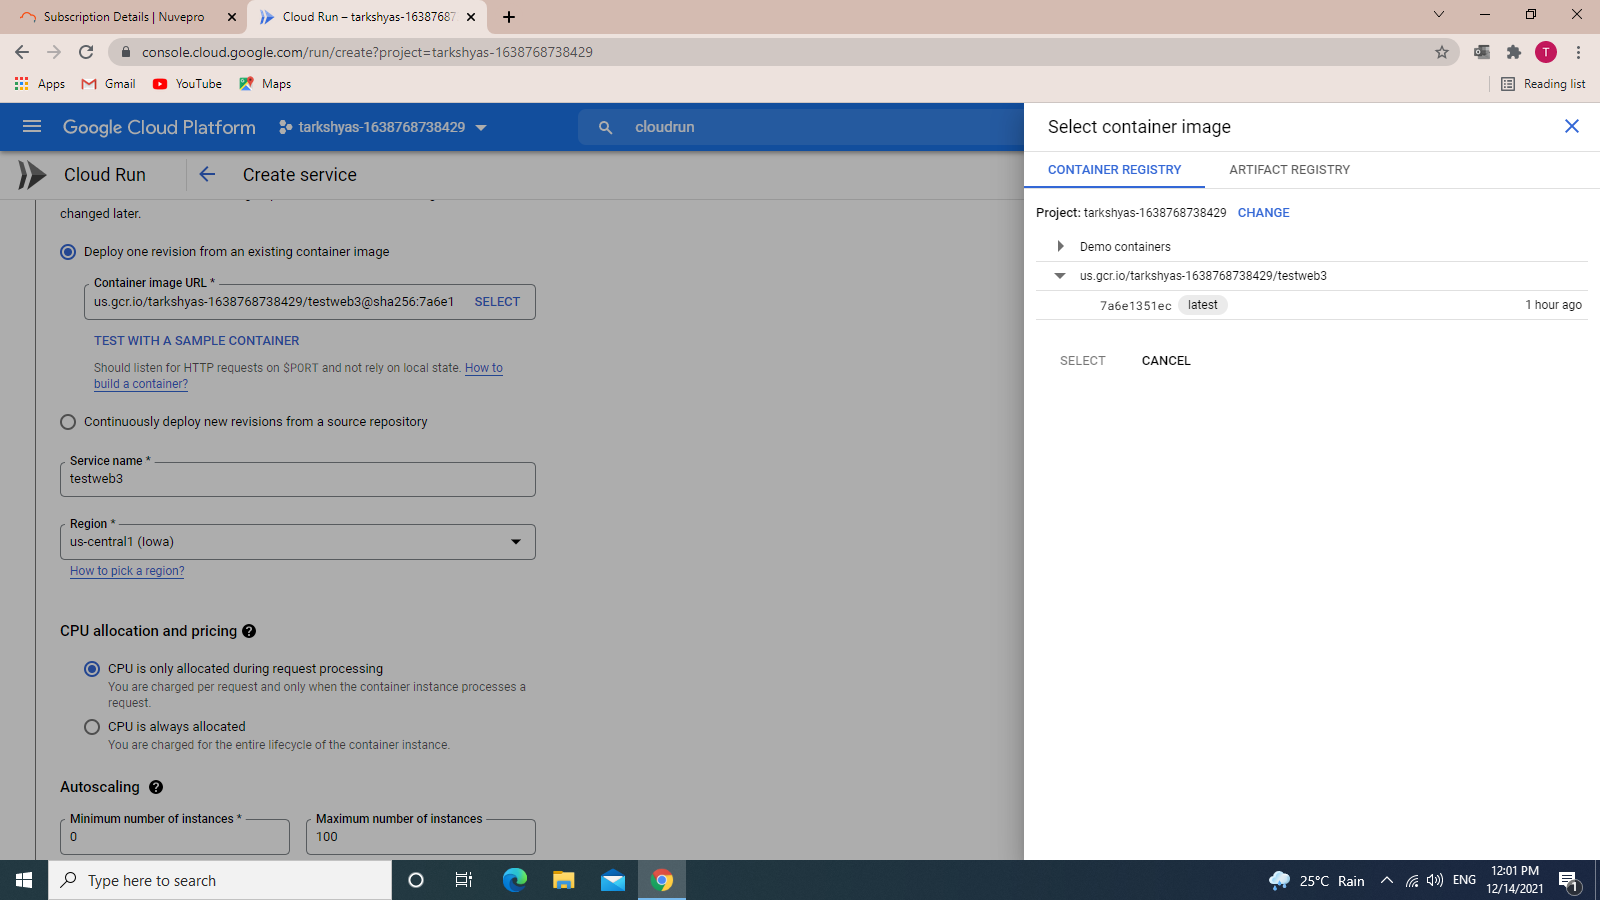 Subscription Details | Nuvepro
Cloud Run – tarkshyas-16387687
console.cloud.google.com/run/create?project=tarkshyas-1638768738429
T
Apps
Gmail
YouTube
Maps
Reading list
Google Cloud Platform
tarkshyas-1638768738429
cloudrun
Cloud Run
Create service
changed later.
Deploy one revision from an existing container image
Container image URL *
us.gcr.io/tarkshyas-1638768738429/testweb3@sha256:7a6e1
SELECT
TEST WITH A SAMPLE CONTAINER
Should listen for HTTP requests on $PORT and not rely on local state. How to
build a container?
Continuously deploy new revisions from a source repository
Service name *
testweb3
Region *
us-central1 (Iowa)
How to pick a region?
CPU allocation and pricing
CPU is only allocated during request processing
You are charged per request and only when the container instance processes a
request.
CPU is always allocated
You are charged for the entire lifecycle of the container instance.
Autoscaling
Minimum number of instances *
0
Maximum number of instances
100
Select container image
CONTAINER REGISTRY
ARTIFACT REGISTRY
Project: tarkshyas-1638768738429 CHANGE
Demo containers
us.gcr.io/tarkshyas-1638768738429/testweb3
7a6e1351ec latest 1 hour ago
SELECT
CANCEL
Type here to search
25°C Rain
ENG
12:01 PM
12/14/2021
1